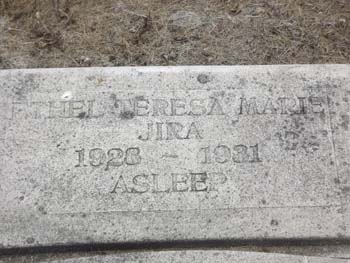 ETHEL TERESA MARIE
JIRA
1928 - 1931
ASLEEP